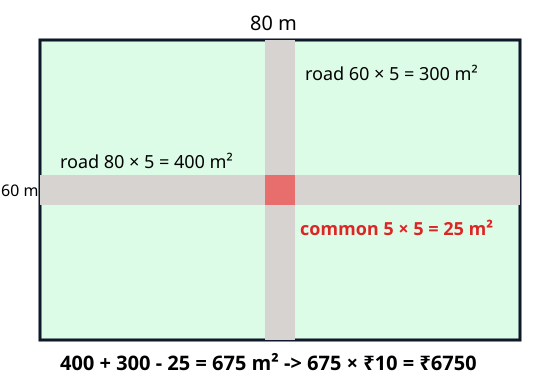 80 m
road 60 × 5 = 300 m²
road 80 × 5 = 400 m²
60 m
common 5 × 5 = 25 m²
400 + 300 - 25 = 675 m² -> 675 × ₹10 = ₹6750